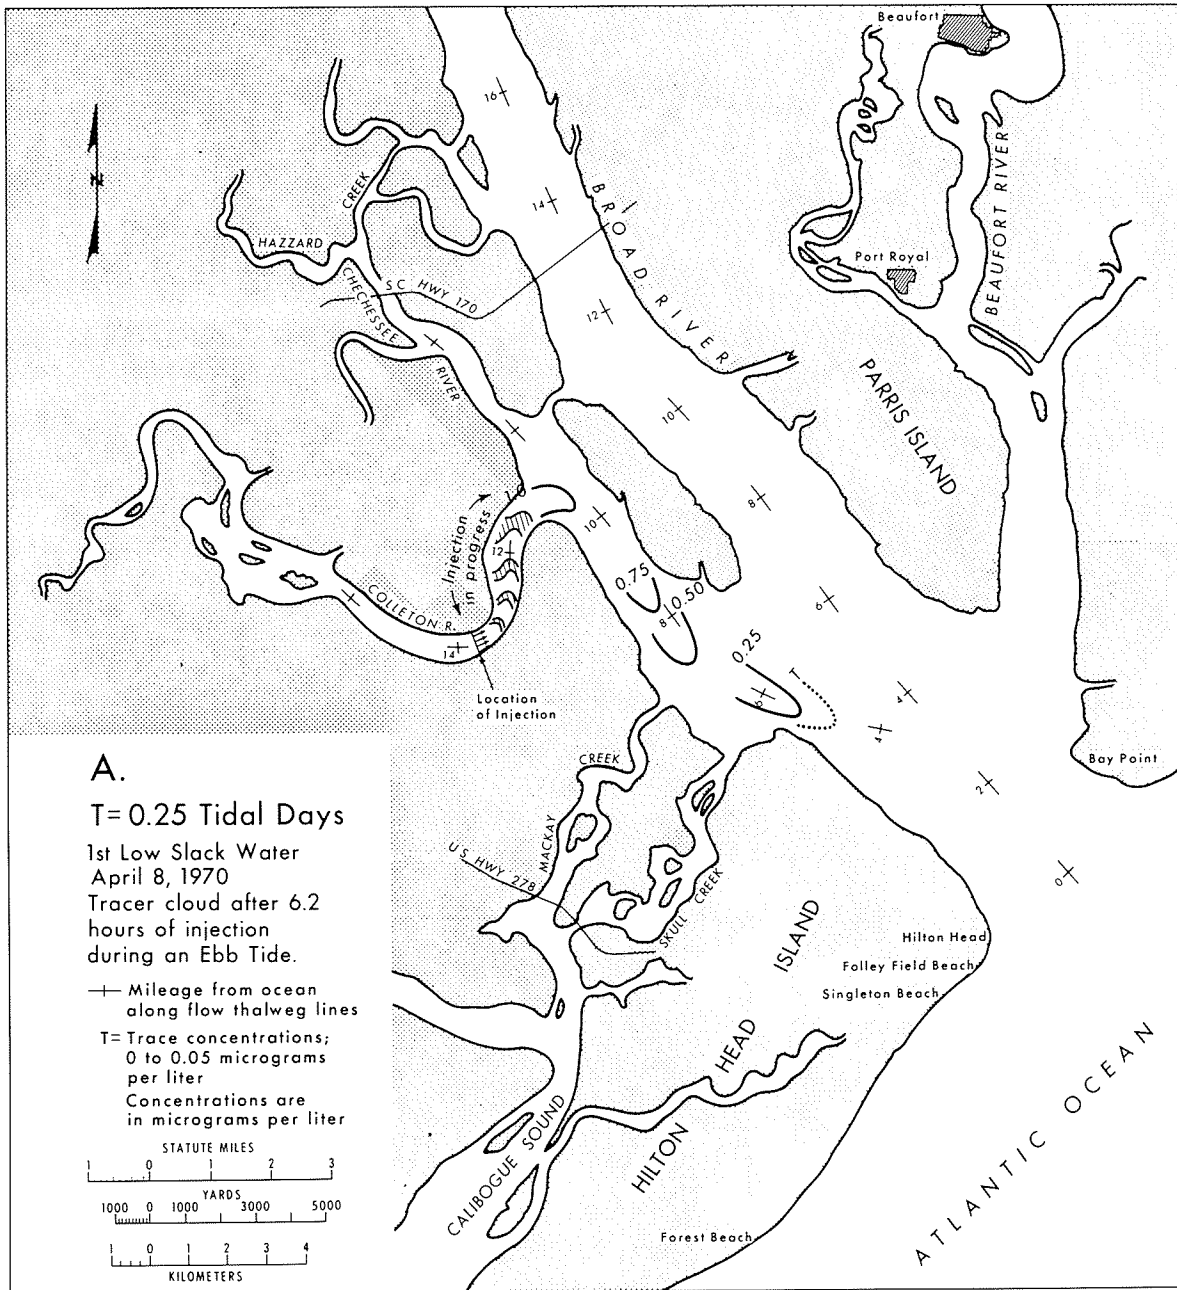 Beaufort
16
N
CREEK
HAZZARD
CHECHESSEE
RIVER
S C HWY 170
14
BROAD RIVER
12
BEAUFORT RIVER
Port Royal
PARRIS ISLAND
10
8
6
4
4
2
0
1.0
Injection
in progress
12
10
0.75
0.50
8
0.25
T
6
COLLETON R.
14
Location
of Injection
Bay Point
CREEK
MACKAY
U S HWY 278
SKULL CREEK
Hilton Head
Folley Field Beach
Singleton Beach
HILTON HEAD ISLAND
CALIBOGUE SOUND
Forest Beach
ATLANTIC OCEAN
A.
T= 0.25 Tidal Days
1st Low Slack Water
April 8, 1970
Tracer cloud after 6.2
hours of injection
during an Ebb Tide.
Mileage from ocean
along flow thalweg lines
T= Trace concentrations;
0 to 0.05 micrograms
per liter
Concentrations are
in micrograms per liter
STATUTE MILES
1 0 1 2 3
YARDS
1000 0 1000 3000 5000
1 0 1 2 3 4
KILOMETERS